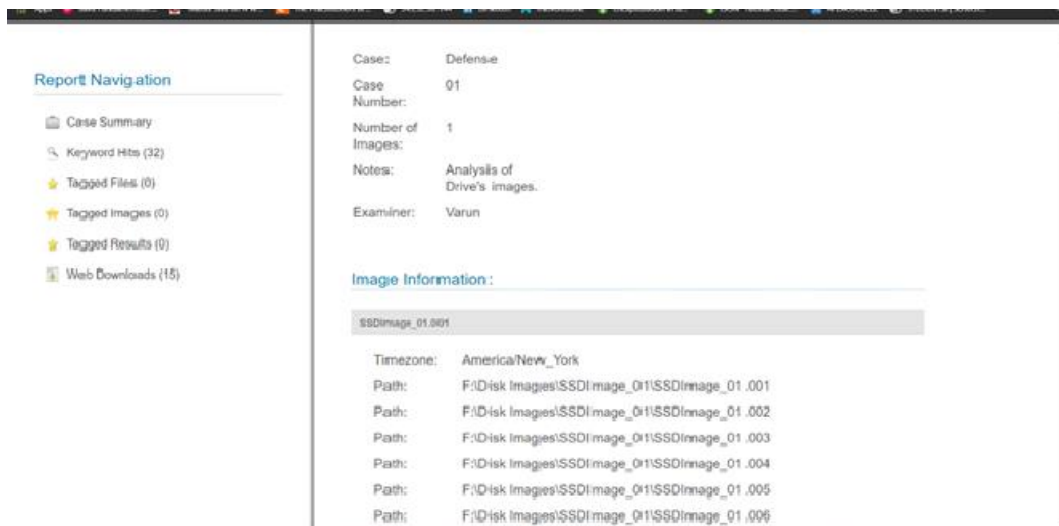 Apps
Case: Defense
Report Navigation
Case Number: 01
Case Summary
Number of Images: 1
Keyword Hits (32)
Notes: Analysis of Drive's images.
Tagged Files (0)
Tagged Images (0)
Examiner: Varun
Tagged Results (0)
Web Downloads (15)
Image Information:
SSDImage_01.001
Timezone: America/New_York
Path: F:\Disk Images\SSDImage_01\SSDImage_01.001
Path: F:\Disk Images\SSDImage_01\SSDImage_01.002
Path: F:\Disk Images\SSDImage_01\SSDImage_01.003
Path: F:\Disk Images\SSDImage_01\SSDImage_01.004
Path: F:\Disk Images\SSDImage_01\SSDImage_01.005
Path: F:\Disk Images\SSDImage_01\SSDImage_01.006